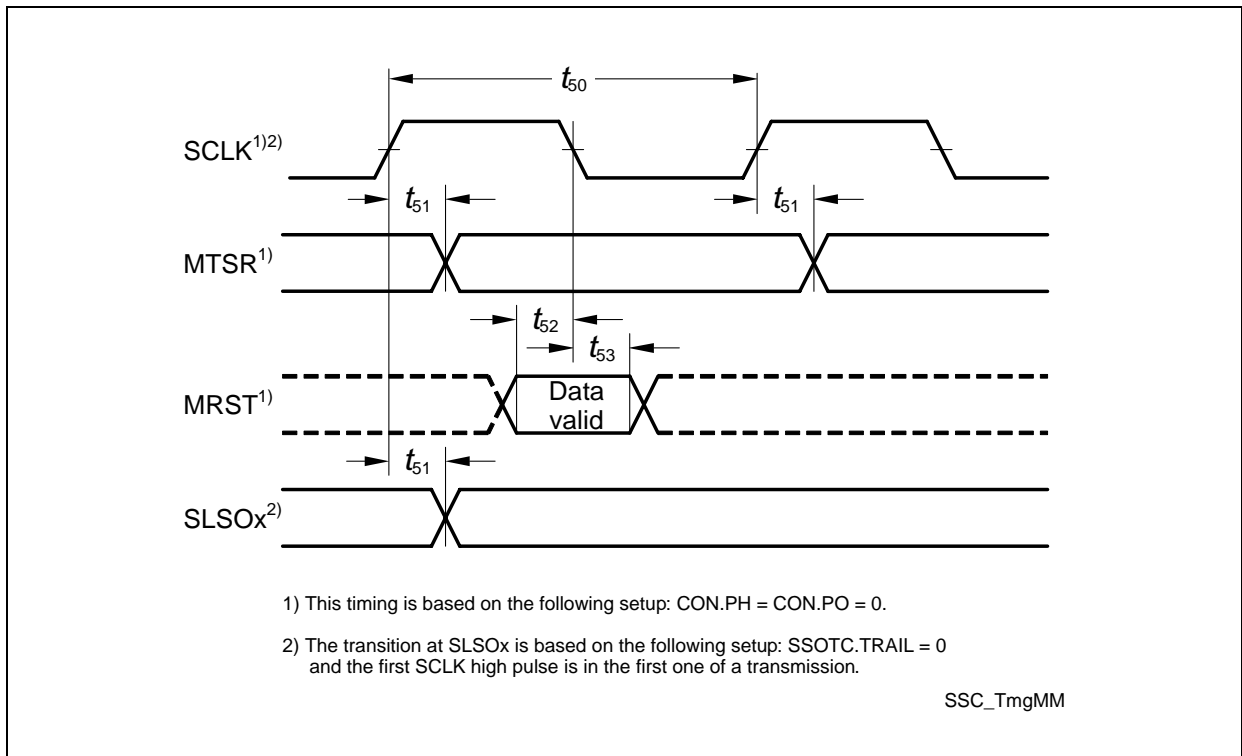 t50
SCLK1)2)
t51
t51
MTSR1)
t52
t53
MRST1)
Data
valid
t51
SLSOx2)
1) This timing is based on the following setup: CON.PH = CON.PO = 0.
2) The transition at SLSOx is based on the following setup: SSOTC.TRAIL = 0
and the first SCLK high pulse is in the first one of a transmission.
SSC_TmgMM